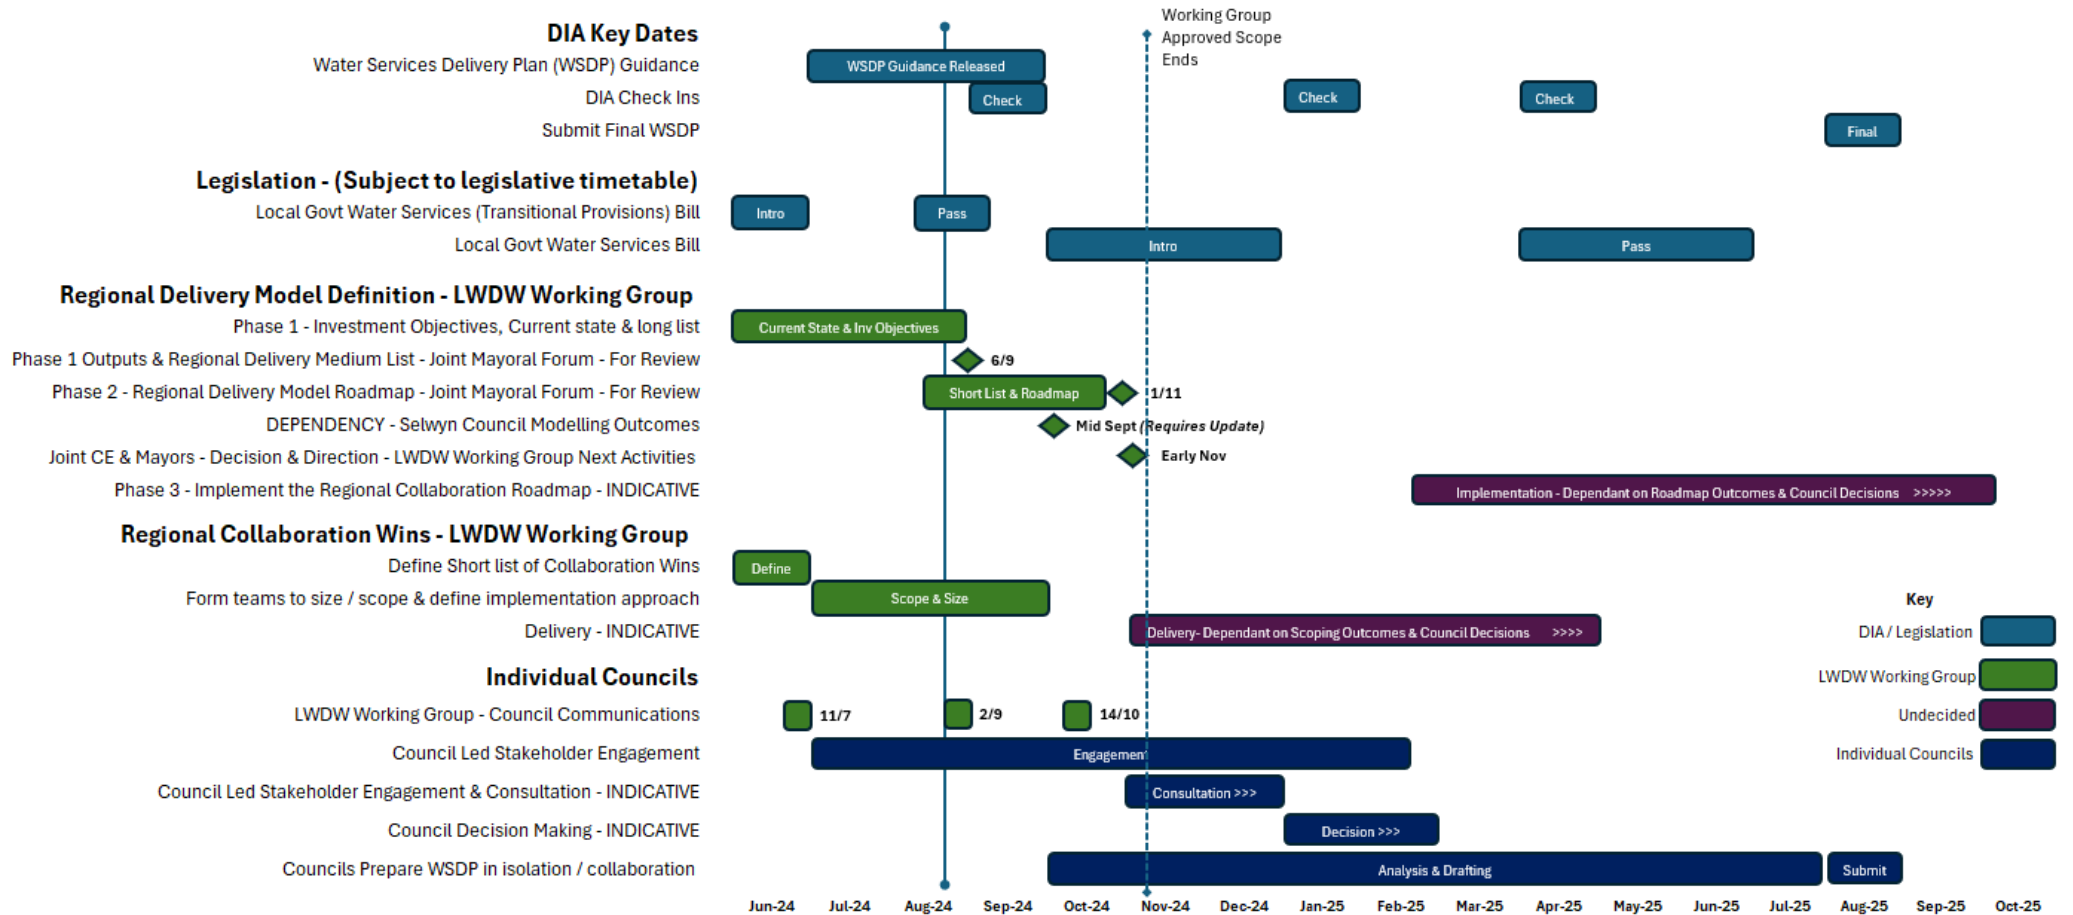 Working Group
Approved Scope
Ends
DIA Key Dates
Water Services Delivery Plan (WSDP) Guidance
WSDP Guidance Released
DIA Check Ins
Check
Check
Check
Submit Final WSDP
Final
Legislation - (Subject to legislative timetable)
Local Govt Water Services (Transitional Provisions) Bill
Intro
Pass
Local Govt Water Services Bill
Intro
Pass
Regional Delivery Model Definition - LWDW Working Group
Phase 1 - Investment Objectives, Current state & long list
Current State & Inv Objectives
Phase 1 Outputs & Regional Delivery Medium List - Joint Mayoral Forum - For Review
6/9
Phase 2 - Regional Delivery Model Roadmap - Joint Mayoral Forum - For Review
Short List & Roadmap
1/11
DEPENDENCY - Selwyn Council Modelling Outcomes
Mid Sept (Requires Update)
Joint CE & Mayors - Decision & Direction - LWDW Working Group Next Activities
Early Nov
Phase 3 - Implement the Regional Collaboration Roadmap - INDICATIVE
Implementation - Dependant on Roadmap Outcomes & Council Decisions >>>>>
Regional Collaboration Wins - LWDW Working Group
Define Short list of Collaboration Wins
Define
Form teams to size / scope & define implementation approach
Scope & Size
Delivery - INDICATIVE
Delivery- Dependant on Scoping Outcomes & Council Decisions >>>>
Key
DIA / Legislation
LWDW Working Group
Undecided
Individual Councils
Individual Councils
LWDW Working Group - Council Communications
11/7
2/9
14/10
Council Led Stakeholder Engagement
Engagement
Council Led Stakeholder Engagement & Consultation - INDICATIVE
Consultation >>>
Council Decision Making - INDICATIVE
Decision >>>
Councils Prepare WSDP in isolation / collaboration
Analysis & Drafting
Submit
Jun-24 Jul-24 Aug-24 Sep-24 Oct-24 Nov-24 Dec-24 Jan-25 Feb-25 Mar-25 Apr-25 May-25 Jun-25 Jul-25 Aug-25 Sep-25 Oct-25